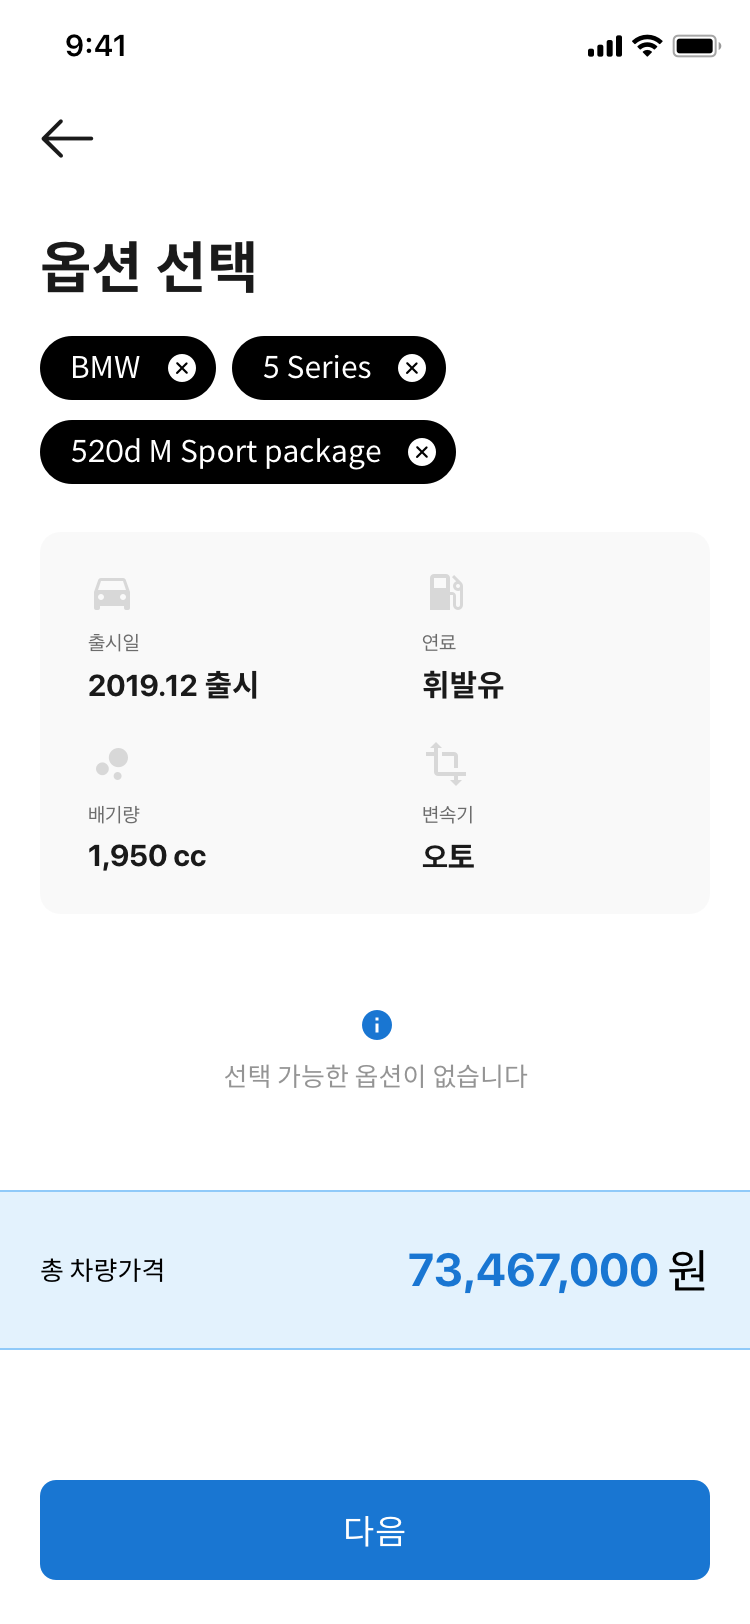 9:41
옵션 선택
BMW
5 Series
520d M Sport package
출시일
연료
2019.12 출시
휘발유
배기량
변속기
1,950 cc
오토
선택 가능한 옵션이 없습니다
총 차량가격
73,467,000 원
다음